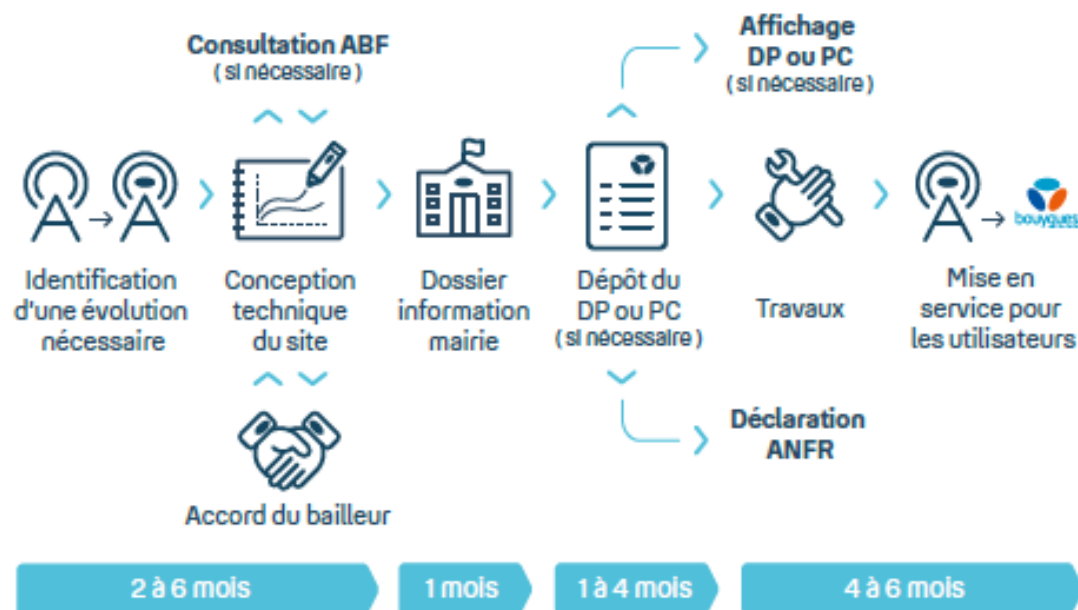 Consultation ABF
( si nécessaire )
Affichage
DP ou PC
( si nécessaire )
bouygues
Identification
d'une évolution
nécessaire
Conception
technique
du site
Dossier
information
mairie
Dépôt du
DP ou PC
( si nécessaire )
Travaux
Mise en
service pour
les utilisateurs
Accord du bailleur
Déclaration
ANFR
2 à 6 mois
1 mois
1 à 4 mois
4 à 6 mois